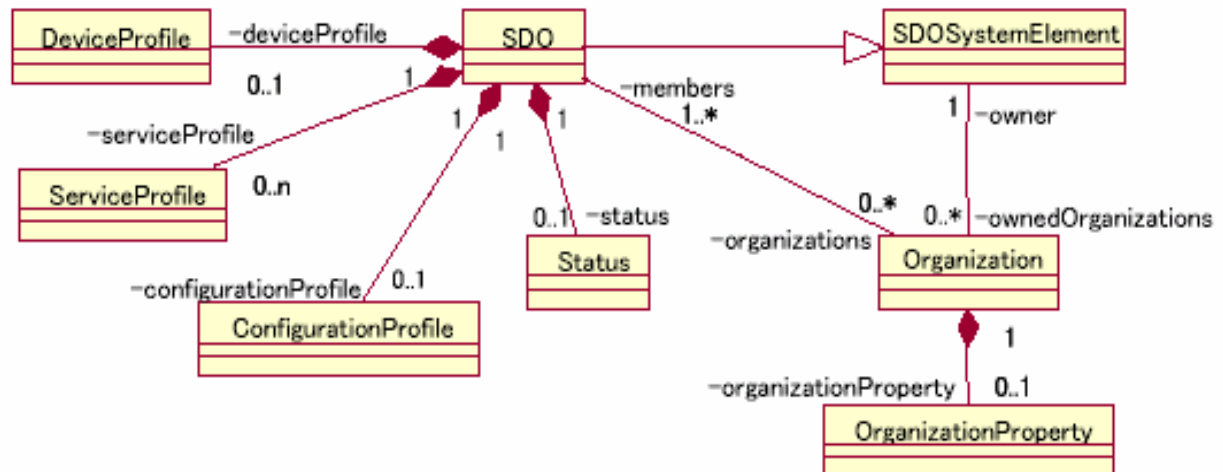 DeviceProfile
-deviceProfile
SDO
SDOSystemElement
0..1
1
-members
1..*
1
-owner
-serviceProfile
1
1
1
ServiceProfile
0..n
0..1
-status
0..*
0..*
-ownedOrganizations
-organizations
Status
Organization
-configurationProfile
0..1
ConfigurationProfile
1
-organizationProperty
0..1
OrganizationProperty